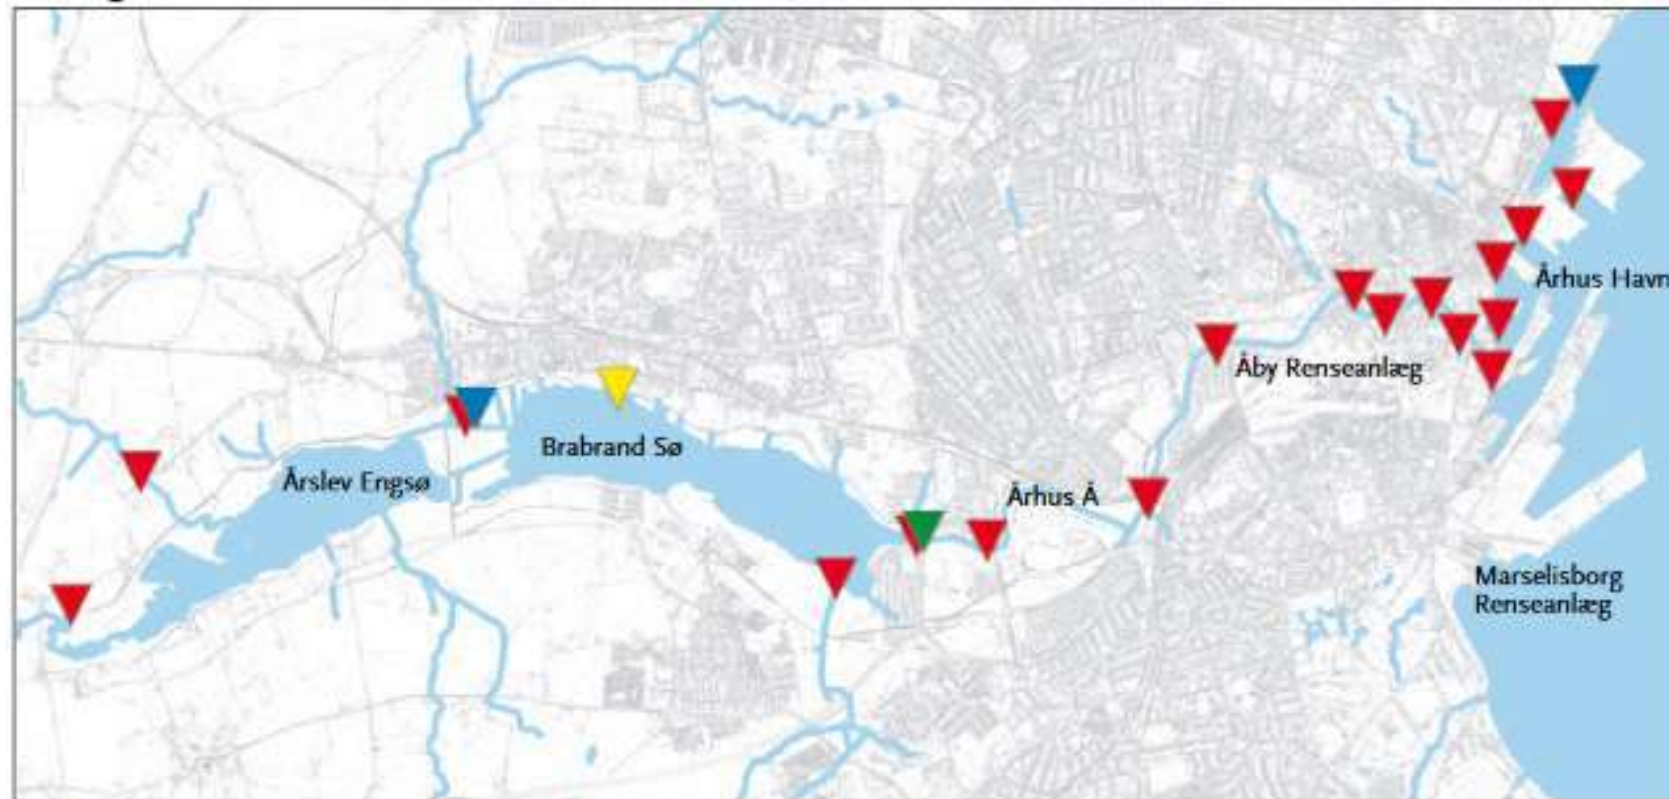 Århus Havn
Åby Renseanlæg
Brabrand Sø
Årslev Engsø
Århus Å
Marselisborg
Renseanlæg